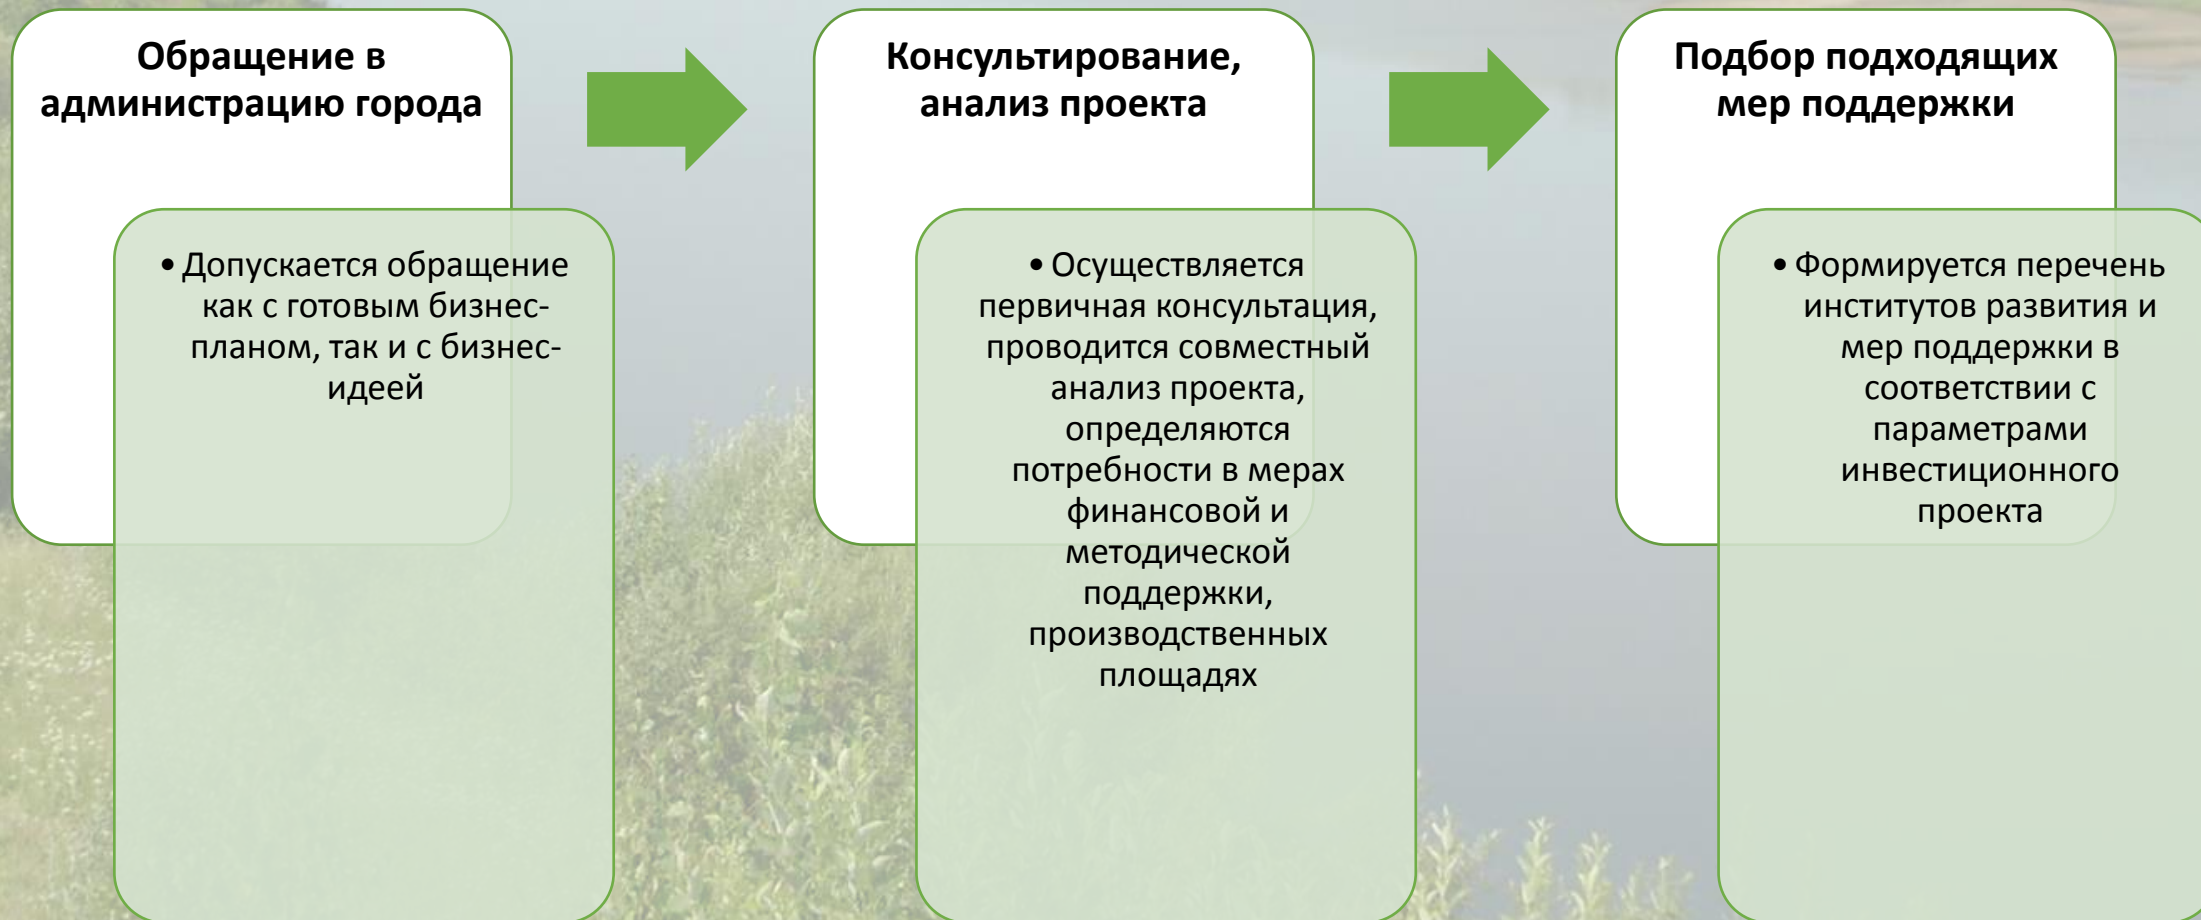 Обращение в
администрацию города
• Допускается обращение
как с готовым бизнес-
планом, так и с бизнес-
идеей
Консультирование,
анализ проекта
• Осуществляется
первичная консультация,
проводится совместный
анализ проекта,
определяются
потребности в мерах
финансовой и
методической
поддержки,
производственных
площадях
Подбор подходящих
мер поддержки
• Формируется перечень
институтов развития и
мер поддержки в
соответствии с
параметрами
инвестиционного
проекта